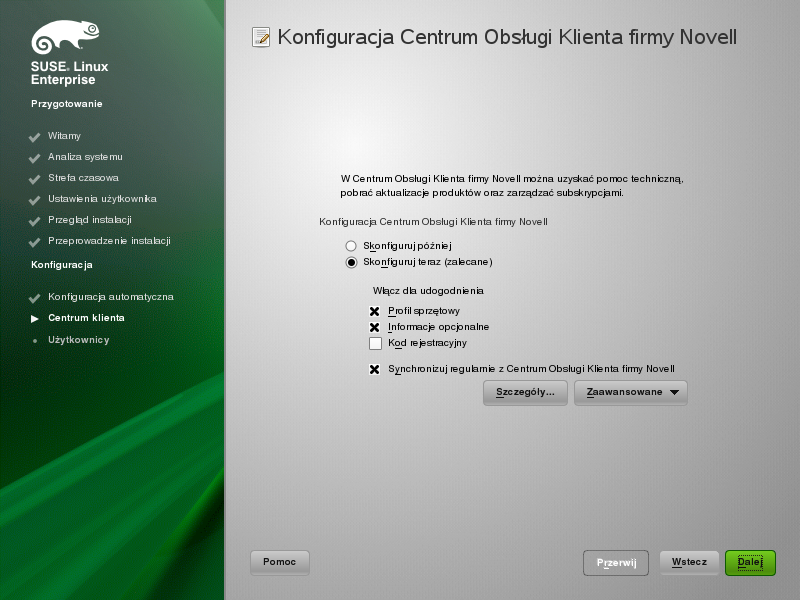 SUSE® Linux
Enterprise
Przygotowanie
Witamy
Analiza systemu
Strefa czasowa
Ustawienia użytkownika
Przegląd instalacji
Przeprowadzenie instalacji
Konfiguracja
Konfiguracja automatyczna
Centrum klienta
Użytkownicy
Konfiguracja Centrum Obsługi Klienta firmy Novell
W Centrum Obsługi Klienta firmy Novell można uzyskać pomoc techniczną,
pobrać aktualizacje produktów oraz zarządzać subskrypcjami.
Konfiguracja Centrum Obsługi Klienta firmy Novell
Skonfiguruj później
Skonfiguruj teraz (zalecane)
Włącz dla udogodnienia
Profil sprzętowy
Informacje opcjonalne
Kod rejestracyjny
Synchronizuj regularnie z Centrum Obsługi Klienta firmy Novell
Szczegóły... Zaawansowane
Pomoc Przerwij Wstecz Dalej